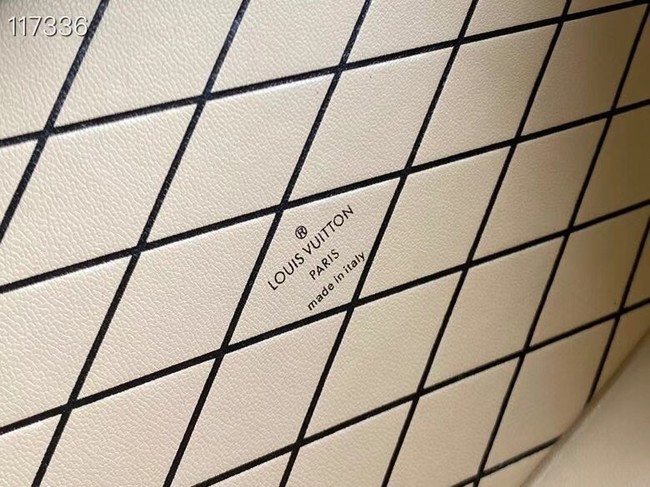 117336
®
LOUIS VUITTON
PARIS
made in italy